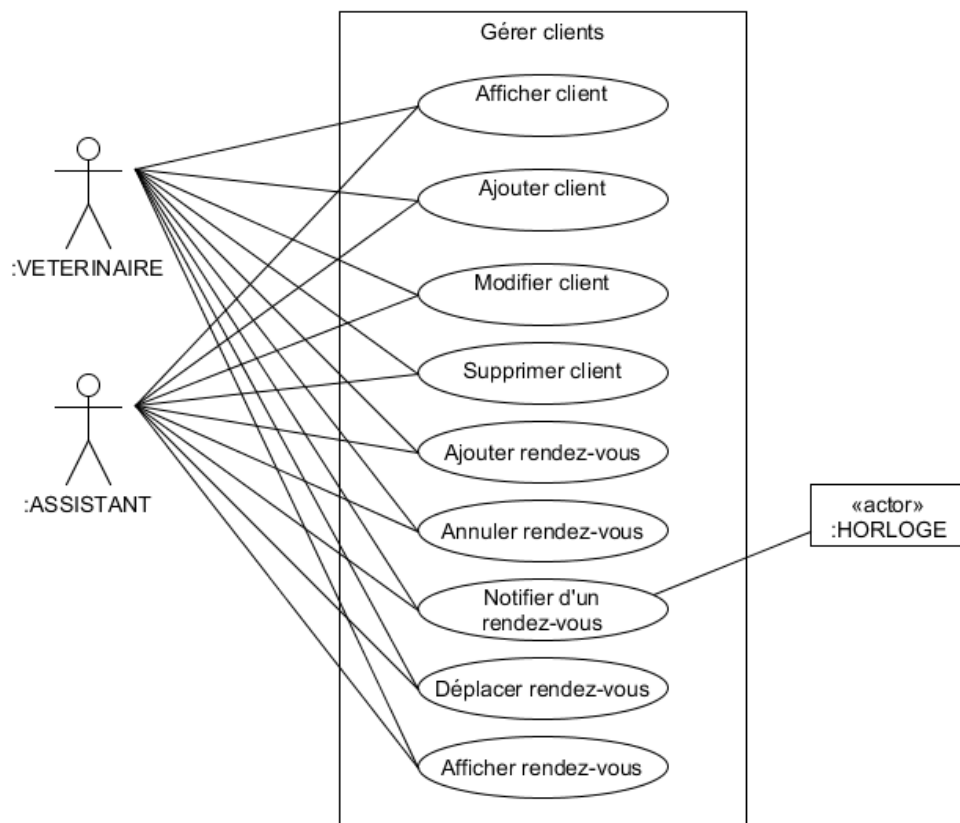 Gérer clients
Afficher client
Ajouter client
:VETERINAIRE
Modifier client
Supprimer client
Ajouter rendez-vous
:ASSISTANT
Annuler rendez-vous
«actor»
:HORLOGE
Notifier d'un
rendez-vous
Déplacer rendez-vous
Afficher rendez-vous